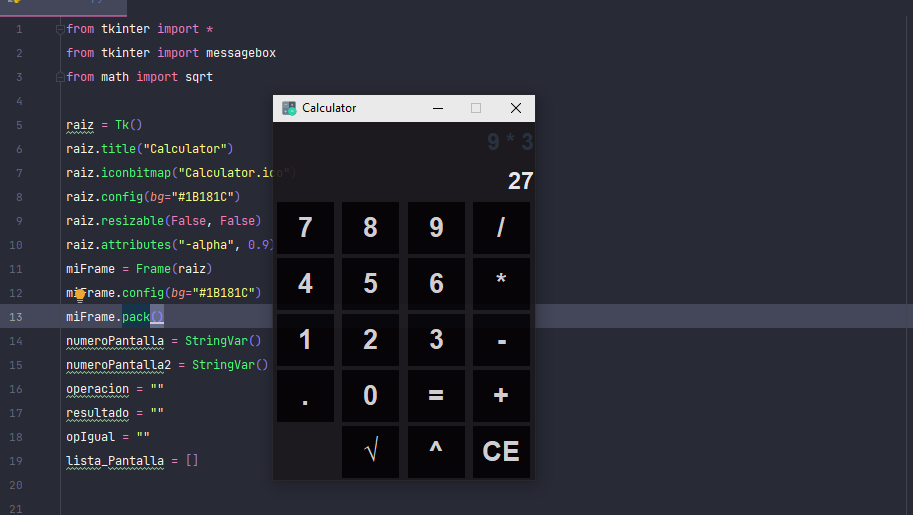 1 from tkinter import *
2 from tkinter import messagebox
3 from math import sqrt
4
5 raiz = Tk()
6 raiz.title("Calculator")
7 raiz.iconbitmap("Calculator.ico")
8 raiz.config(bg="#1B181C")
9 raiz.resizable(False, False)
10 raiz.attributes("-alpha", 0.9)
11 miFrame = Frame(raiz)
12 miFrame.config(bg="#1B181C")
13 miFrame.pack()
14 numeroPantalla = StringVar()
15 numeroPantalla2 = StringVar()
16 operacion = ""
17 resultado = ""
18 opIgual = ""
19 lista_Pantalla = []
20
21
Calculator
9 * 3
27
7 8 9 /
4 5 6 *
1 2 3 -
. 0 = +
√ ^ CE